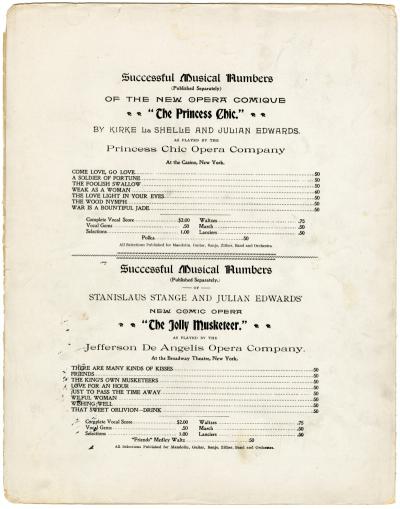 Successful Musical Numbers
(Published Separately)
OF THE NEW OPERA COMIQUE
"The Princess Chic."
BY KIRKE La SHELLE AND JULIAN EDWARDS.
AS PLAYED BY THE
Princess Chic Opera Company
At the Casino, New York.
COME LOVE, GO LOVE .50
A SOLDIER OF FORTUNE .50
THE FOOLISH SWALLOW .50
WEAK AS A WOMAN .60
THE LOVE LIGHT IN YOUR EYES .50
THE WOOD NYMPH .50
WAR IS A BOUNTIFUL JADE .50
Complete Vocal Score $2.00 Waltzes .75
Vocal Gems .50 March .50
Selections 1.00 Lanciers .50
Polka .50
All Selections Published for Mandolin, Guitar, Banjo, Zither, Band and Orchestra.
Successful Musical Numbers
(Published Separately.)
OF
STANISLAUS STANGE AND JULIAN EDWARDS'
NEW COMIC OPERA
"The Jolly Musketeer."
AS PLAYED BY THE
Jefferson De Angelis Opera Company.
At the Broadway Theatre, New York.
THERE ARE MANY KINDS OF KISSES .50
FRIENDS .50
THE KING'S OWN MUSKETEERS .50
LOVE FOR AN HOUR .50
JUST TO PASS THE TIME AWAY .50
WILFUL WOMAN .50
WISHING WELL .50
THAT SWEET OBLIVION—DRINK .50
Complete Vocal Score $2.00 Waltzes .75
Vocal Gems .50 March .50
Selections 1.00 Lanciers .50
"Friends" Medley Waltz .50
All Selections Published for Mandolin, Guitar, Banjo, Zither, Band and Orchestra.